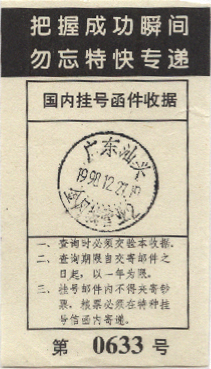 把握成功瞬间
勿忘特快专递
国内挂号函件收据
广东汕头
1998.12.27.15
一、查询时必须交验本收据。
二、查询期限自交寄邮件之
日起，以一年为限。
三、挂号邮件内不得夹寄钞
票，粮票必须在特种挂
号信函内寄递。
第 0633 号